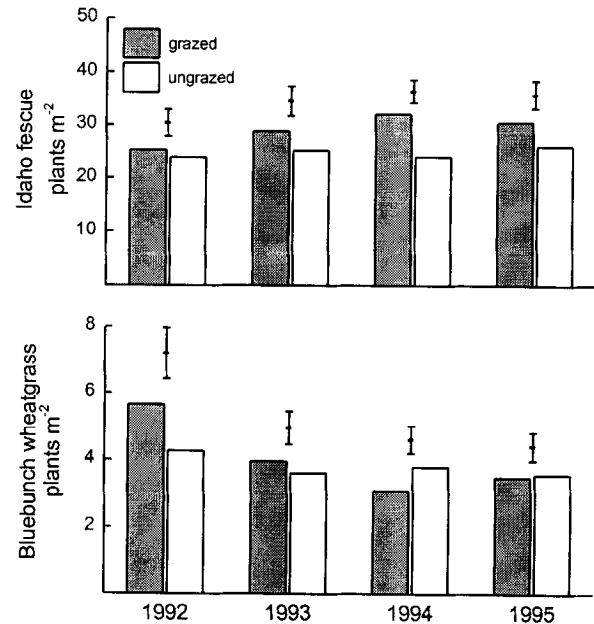 50
40
30
20
10
Idaho fescue
plants m⁻²
grazed
ungrazed
8
6
4
2
Bluebunch wheatgrass
plants m⁻²
1992 1993 1994 1995